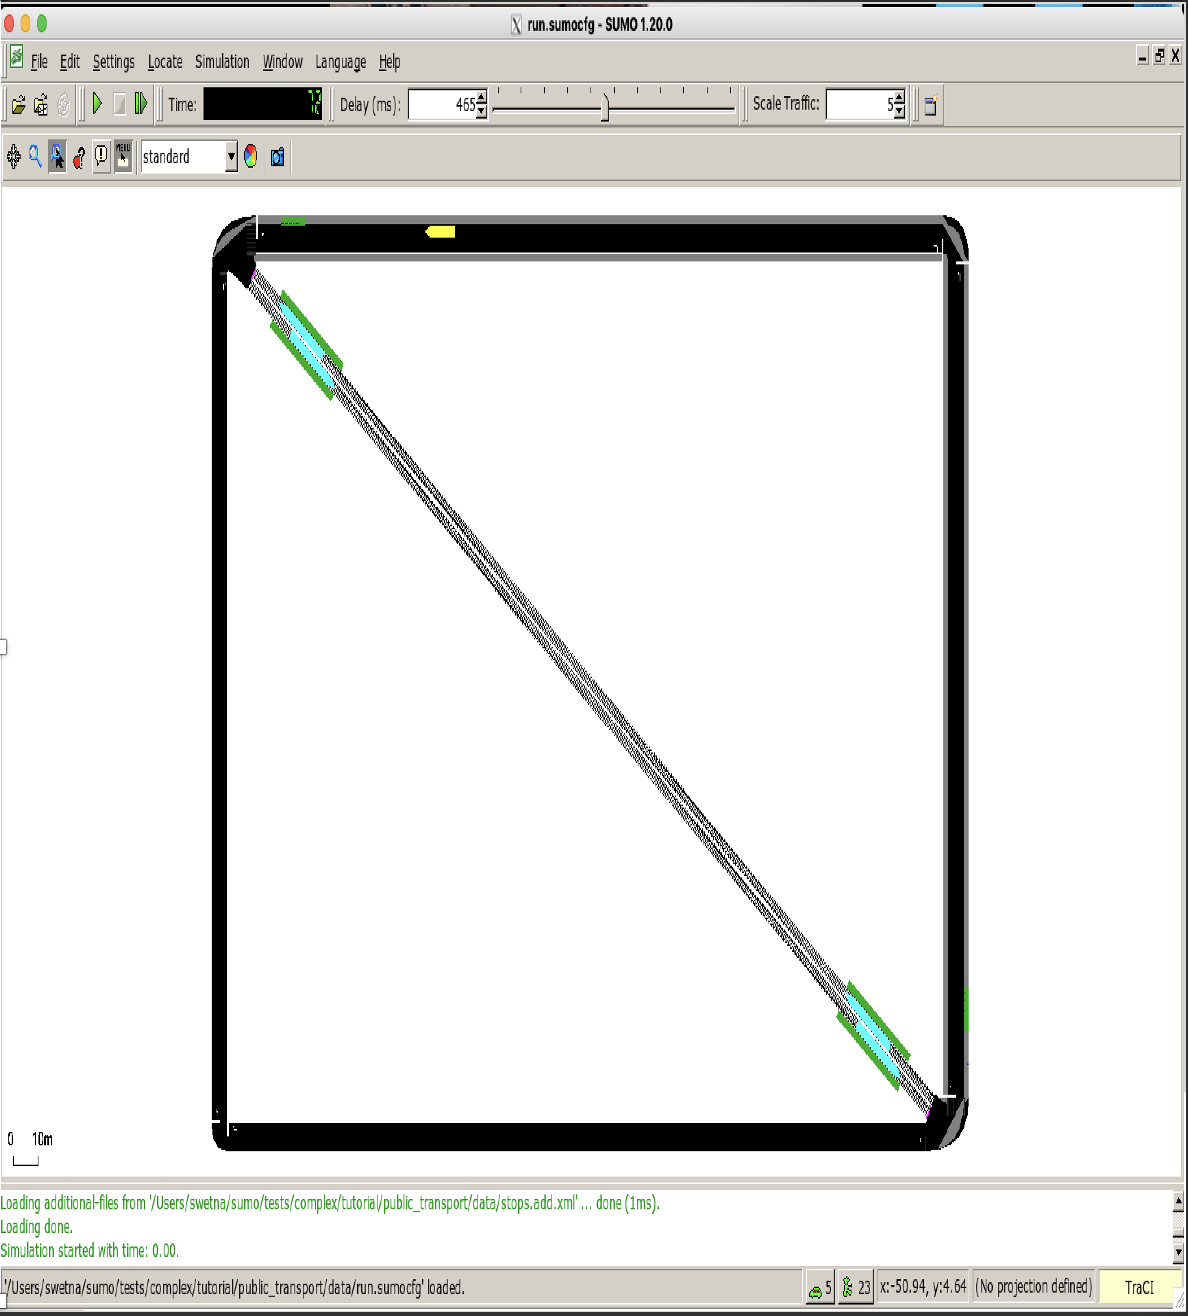 run.sumocfg - SUMO 1.20.0
File Edit Settings Locate Simulation Window Language Help
Time: Delay (ms): 465 Scale Traffic: 5
MENU
standard
0 10m
Loading additional-files from '/Users/swetna/sumo/tests/complex/tutorial/public_transport/data/stops.add.xml' ... done (1ms).
Loading done.
Simulation started with time: 0.00.
'/Users/swetna/sumo/tests/complex/tutorial/public_transport/data/run.sumocfg' loaded.
5 23 x:-50.94, y:4.64 (No projection defined) TraCI